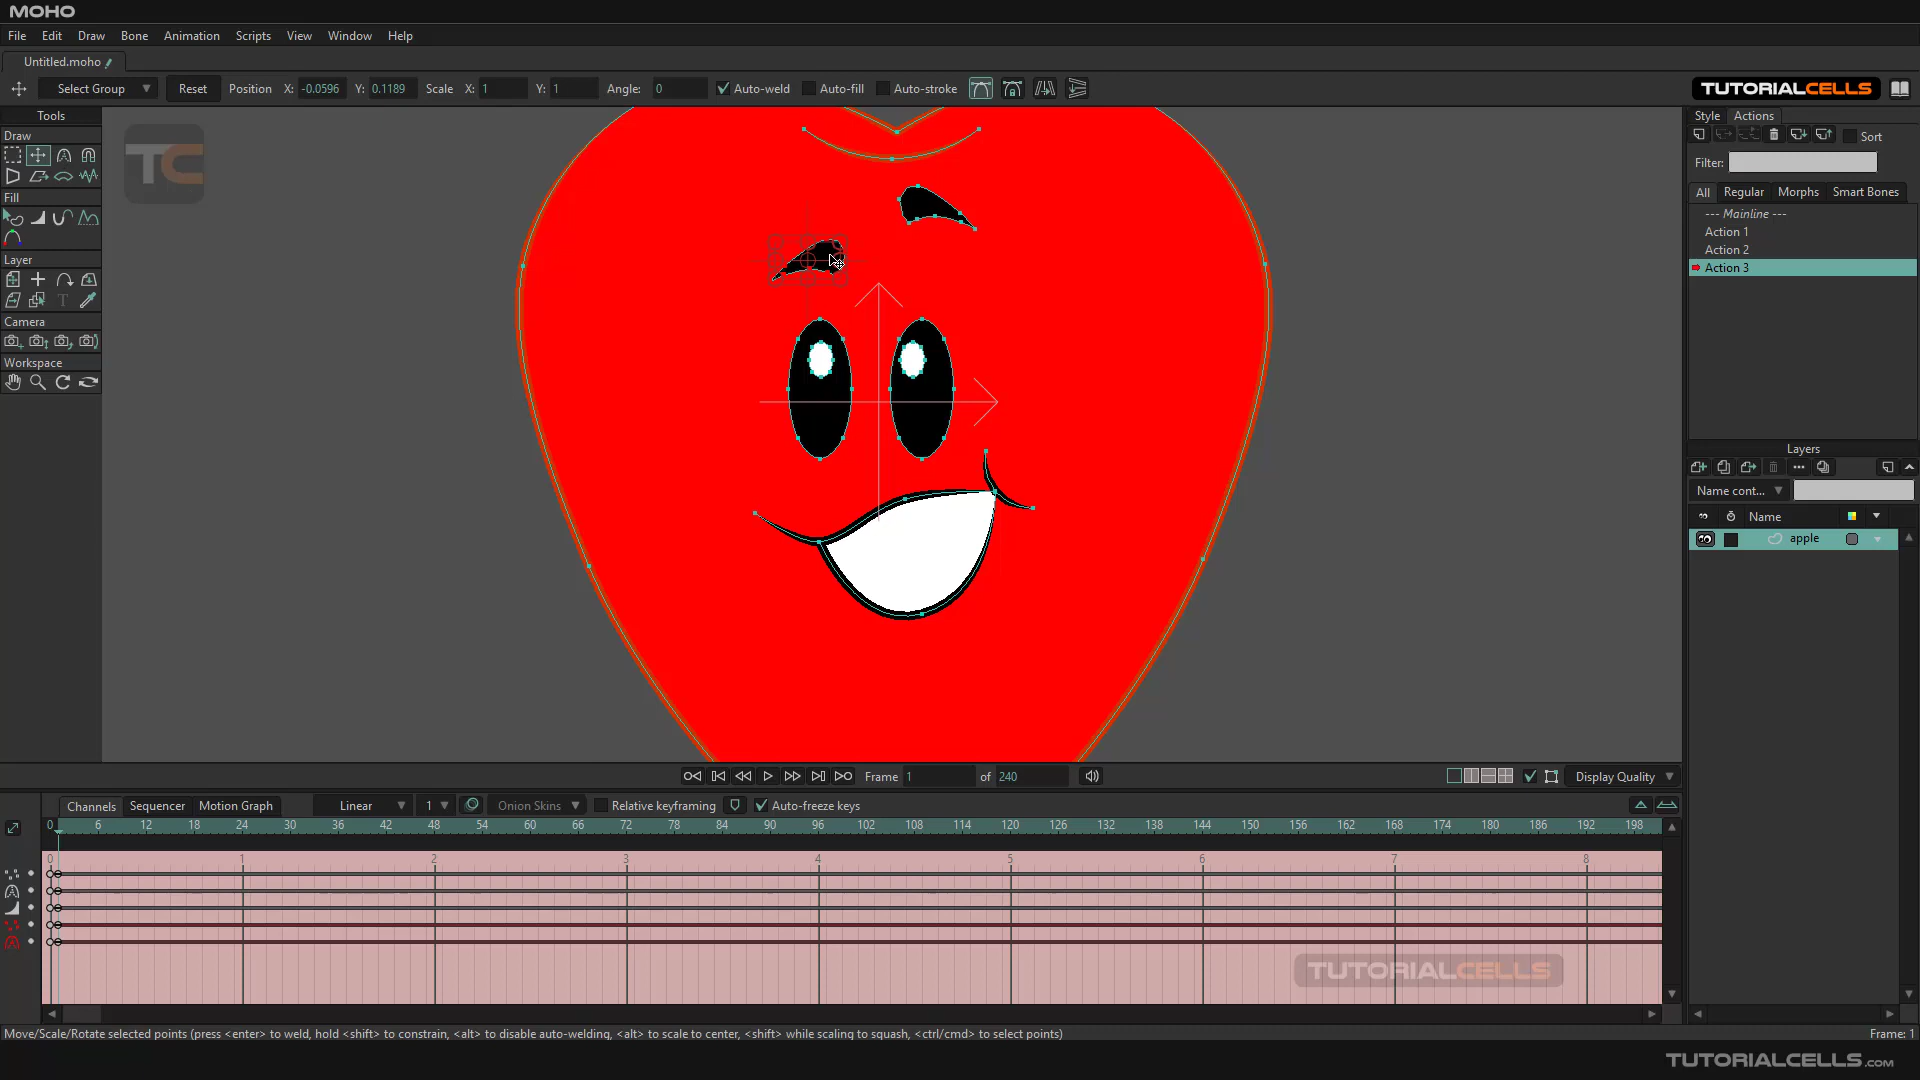 MOHO
File Edit Draw Bone Animation Scripts View Window Help
Untitled.moho
Select Group Reset Position X: -0.0596 Y: 0.1189 Scale X: 1 Y: 1 Angle: 0 Auto-weld Auto-fill Auto-stroke TUTORIALCELLS
Tools
Draw
Fill
Layer
Camera
Workspace
TC
Style Actions
Sort
Filter:
All Regular Morphs Smart Bones
--- Mainline ---
Action 1
Action 2
Action 3
Layers
Name cont...
Name
apple
Frame 1 of 240 Display Quality
Channels Sequencer Motion Graph Linear 1 Onion Skins Relative keyframing Auto-freeze keys
0 6 12 18 24 30 36 42 48 54 60 66 72 78 84 90 96 102 108 114 120 126 132 138 144 150 156 162 168 174 180 186 192 198
0 1 2 3 4 5 6 7 8
TUTORIALCELLS
Move/Scale/Rotate selected points (press <enter> to weld, hold <shift> to constrain, <alt> to disable auto-welding, <alt> to scale to center, <shift> while scaling to squash, <ctrl/cmd> to select points) Frame: 1
TUTORIALCELLS.COM